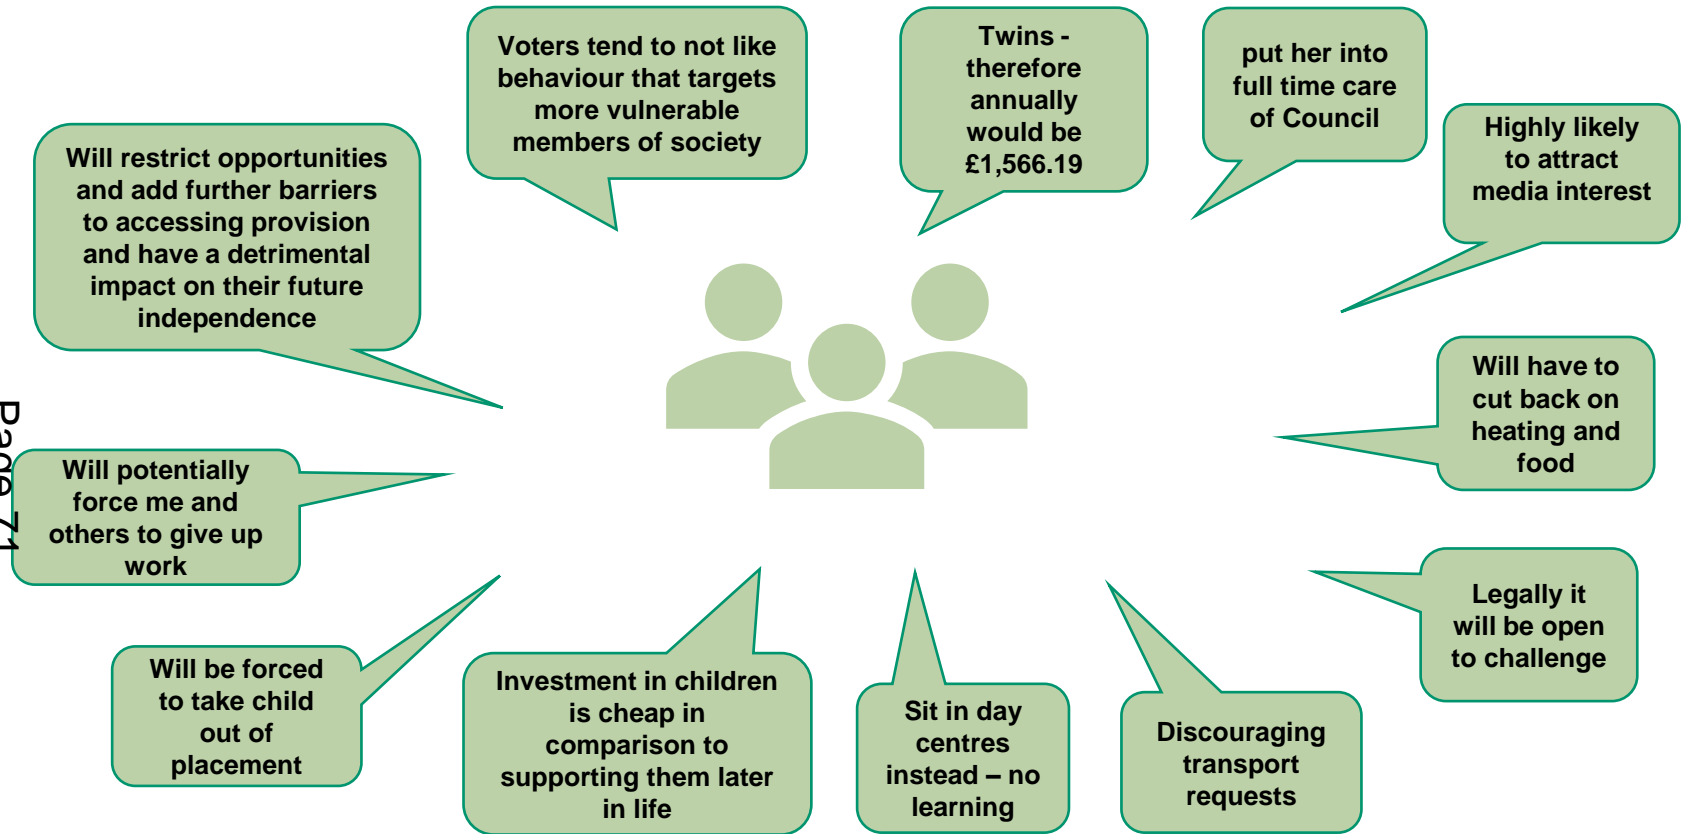 Voters tend to not like
behaviour that targets
more vulnerable
members of society
Twins -
therefore
annually
would be
£1,566.19
put her into
full time care
of Council
Highly likely
to attract
media interest
Will restrict opportunities
and add further barriers
to accessing provision
and have a detrimental
impact on their future
independence
Will have to
cut back on
heating and
food
Page 71
Will potentially
force me and
others to give up
work
Legally it
will be open
to challenge
Will be forced
to take child
out of
placement
Investment in children
is cheap in
comparison to
supporting them later
in life
Sit in day
centres
instead – no
learning
Discouraging
transport
requests